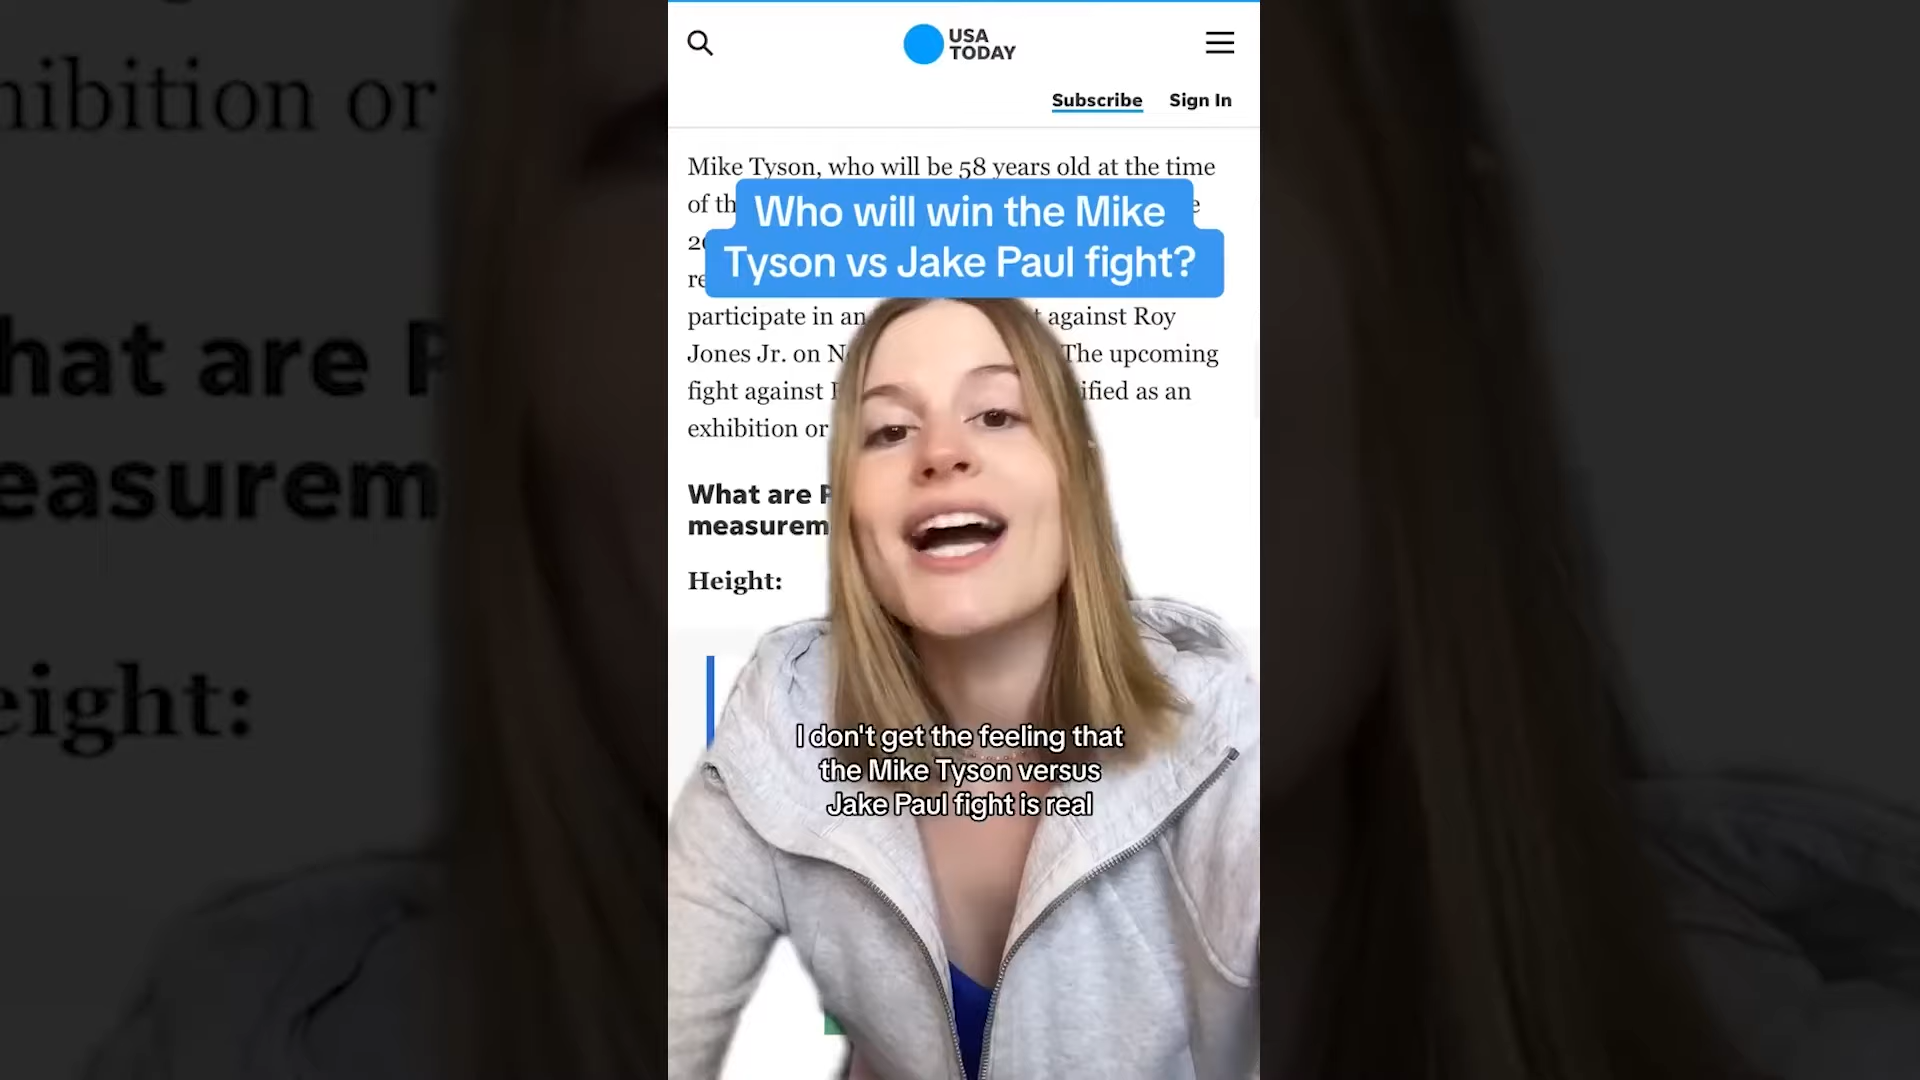 USA
TODAY
Subscribe Sign In
Mike Tyson, who will be 58 years old at the time
of th
Who will win the Mike
Tyson vs Jake Paul fight?
participate in an against Roy
Jones Jr. on N The upcoming
fight against ified as an
exhibition or
What are P
measurem
Height:
I don't get the feeling that
the Mike Tyson versus
Jake Paul fight is real
hibition or
hat are
easurem
eight: